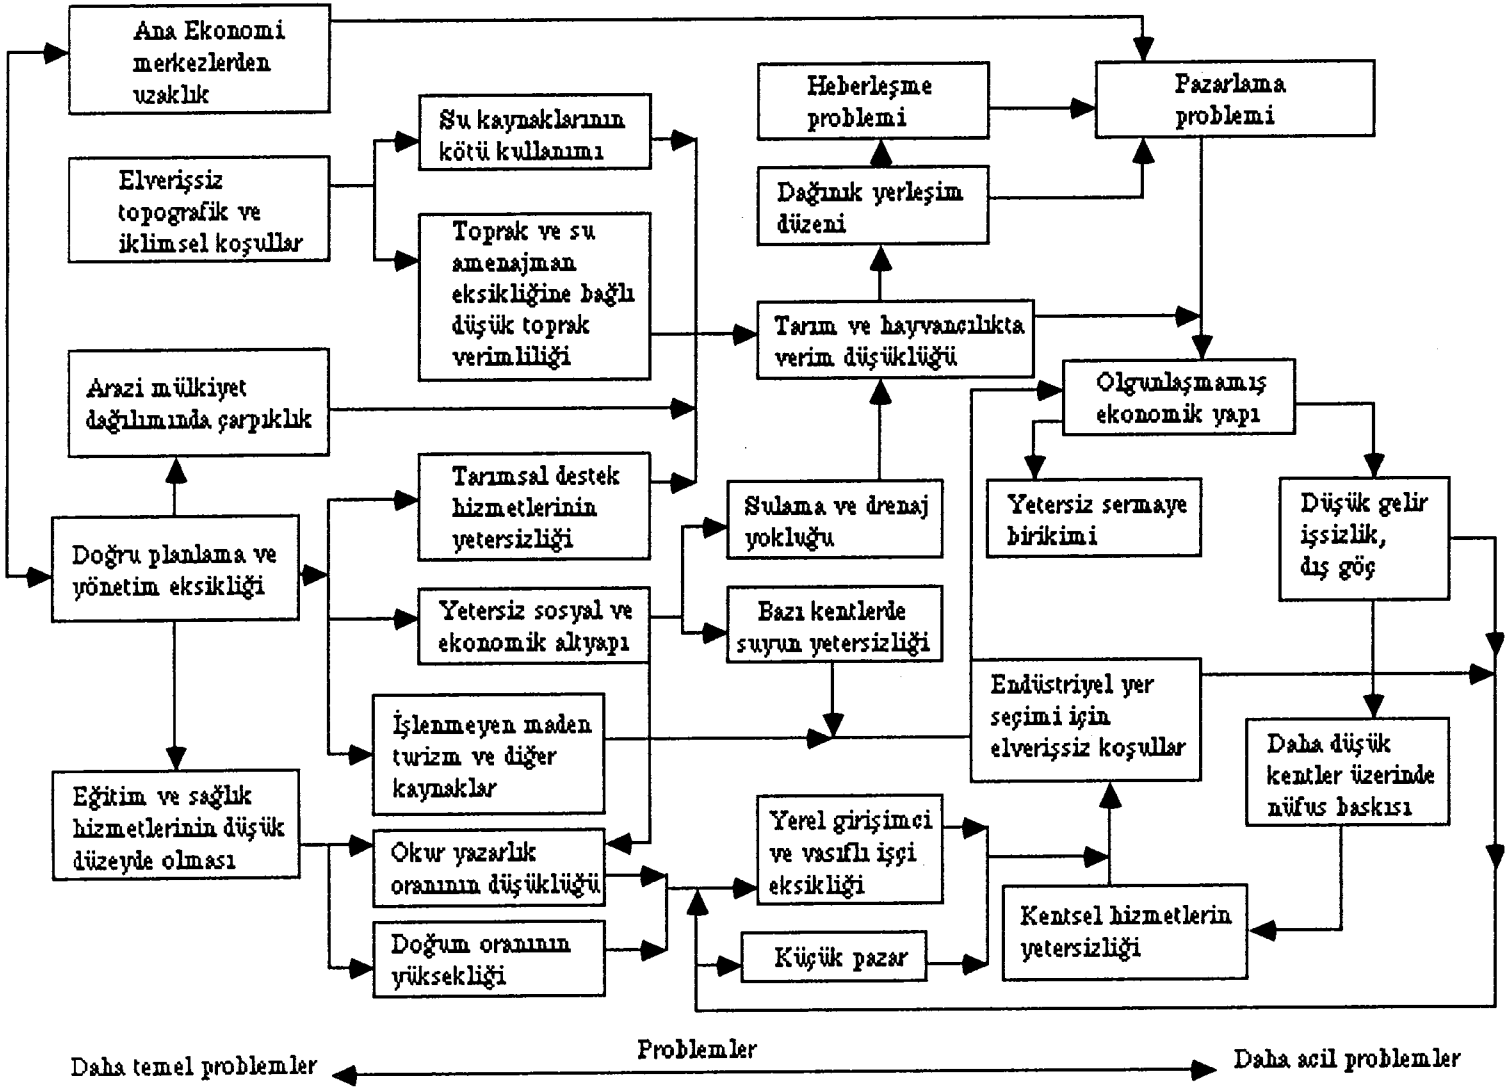 Ana Ekonomi
merkezlerden
uzaklık
Elverişsiz
topografik ve
iklimsel koşullar
Arazi mülkiyet
dağılımında çarpıklık
Doğru planlama ve
yönetim eksikliği
Eğitim ve sağlık
hizmetlerinin düşük
düzeyde olması
Su kaynaklarının
kötü kullanımı
Toprak ve su
amenajman
eksikliğine bağlı
düşük toprak
verimliliği
Tarımsal destek
hizmetlerinin
yetersizliği
Yetersiz sosyal ve
ekonomik altyapı
İşlenmeyen maden
turizm ve diğer
kaynaklar
Okur yazarlık
oranının düşüklüğü
Doğum oranının
yüksekliği
Heberleşme
problemi
Dağınık yerleşim
düzeni
Tarım ve hayvancılıkta
verim düşüklüğü
Sulama ve drenaj
yokluğu
Bazı kentlerde
suyun yetersizliği
Yerel girişimci
ve vasıflı işçi
eksikliği
Küçük pazar
Pazarlama
problemi
Olgunlaşmamış
ekonomik yapı
Yetersiz sermaye
birikimi
Düşük gelir
işsizlik,
dış göç
Endüstriyel yer
seçimi için
elverişsiz koşullar
Daha düşük
kentler üzerinde
nüfus baskısı
Kentsel hizmetlerin
yetersizliği
Daha temel problemler
Problemler
Daha acil problemler